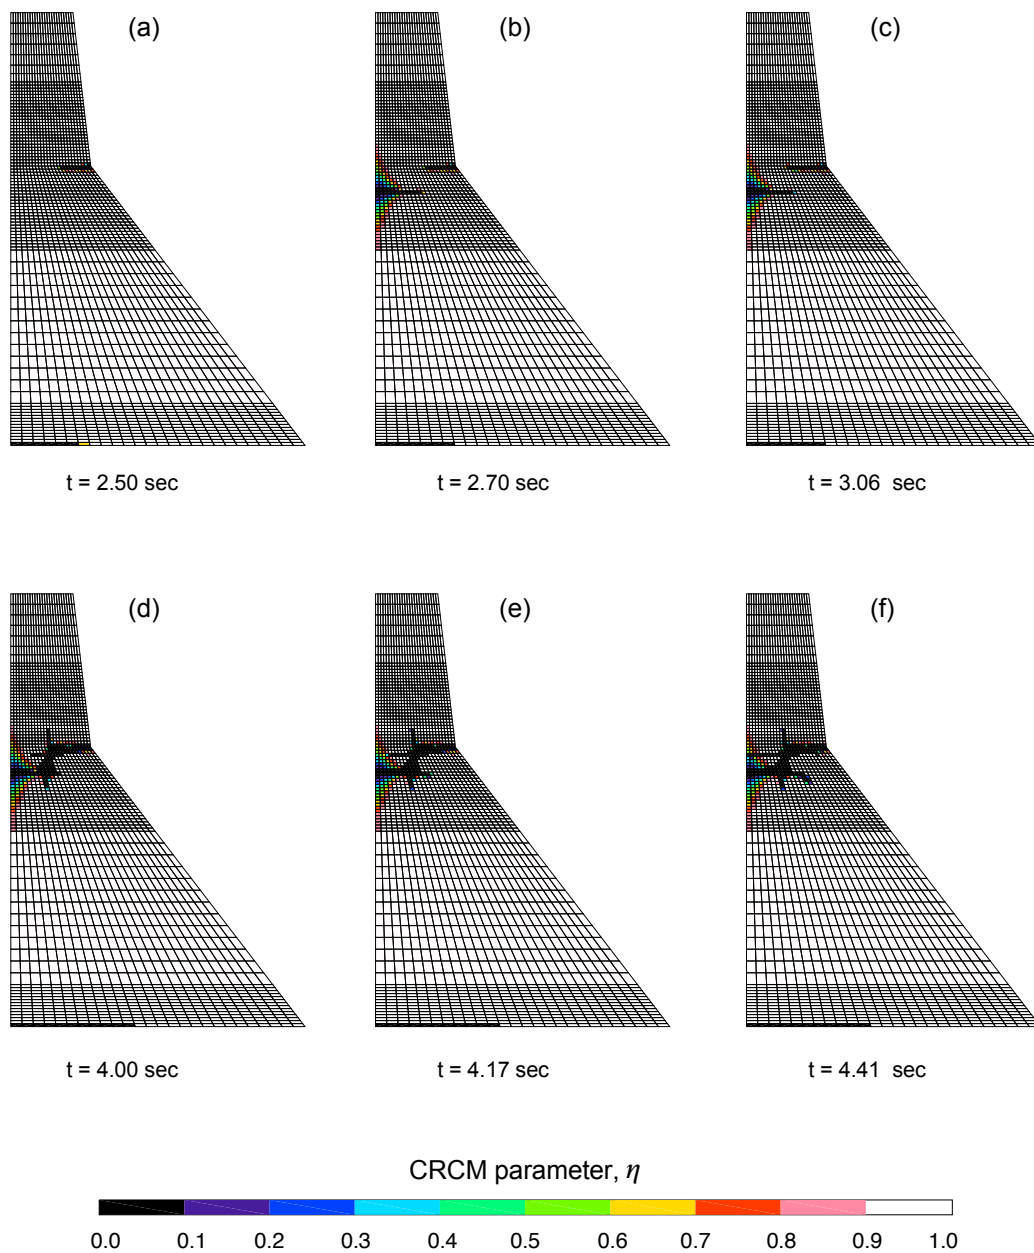 (a) (b) (c)
t = 2.50 sec t = 2.70 sec t = 3.06 sec
(d) (e) (f)
t = 4.00 sec t = 4.17 sec t = 4.41 sec
CRCM parameter, η
0.0 0.1 0.2 0.3 0.4 0.5 0.6 0.7 0.8 0.9 1.0